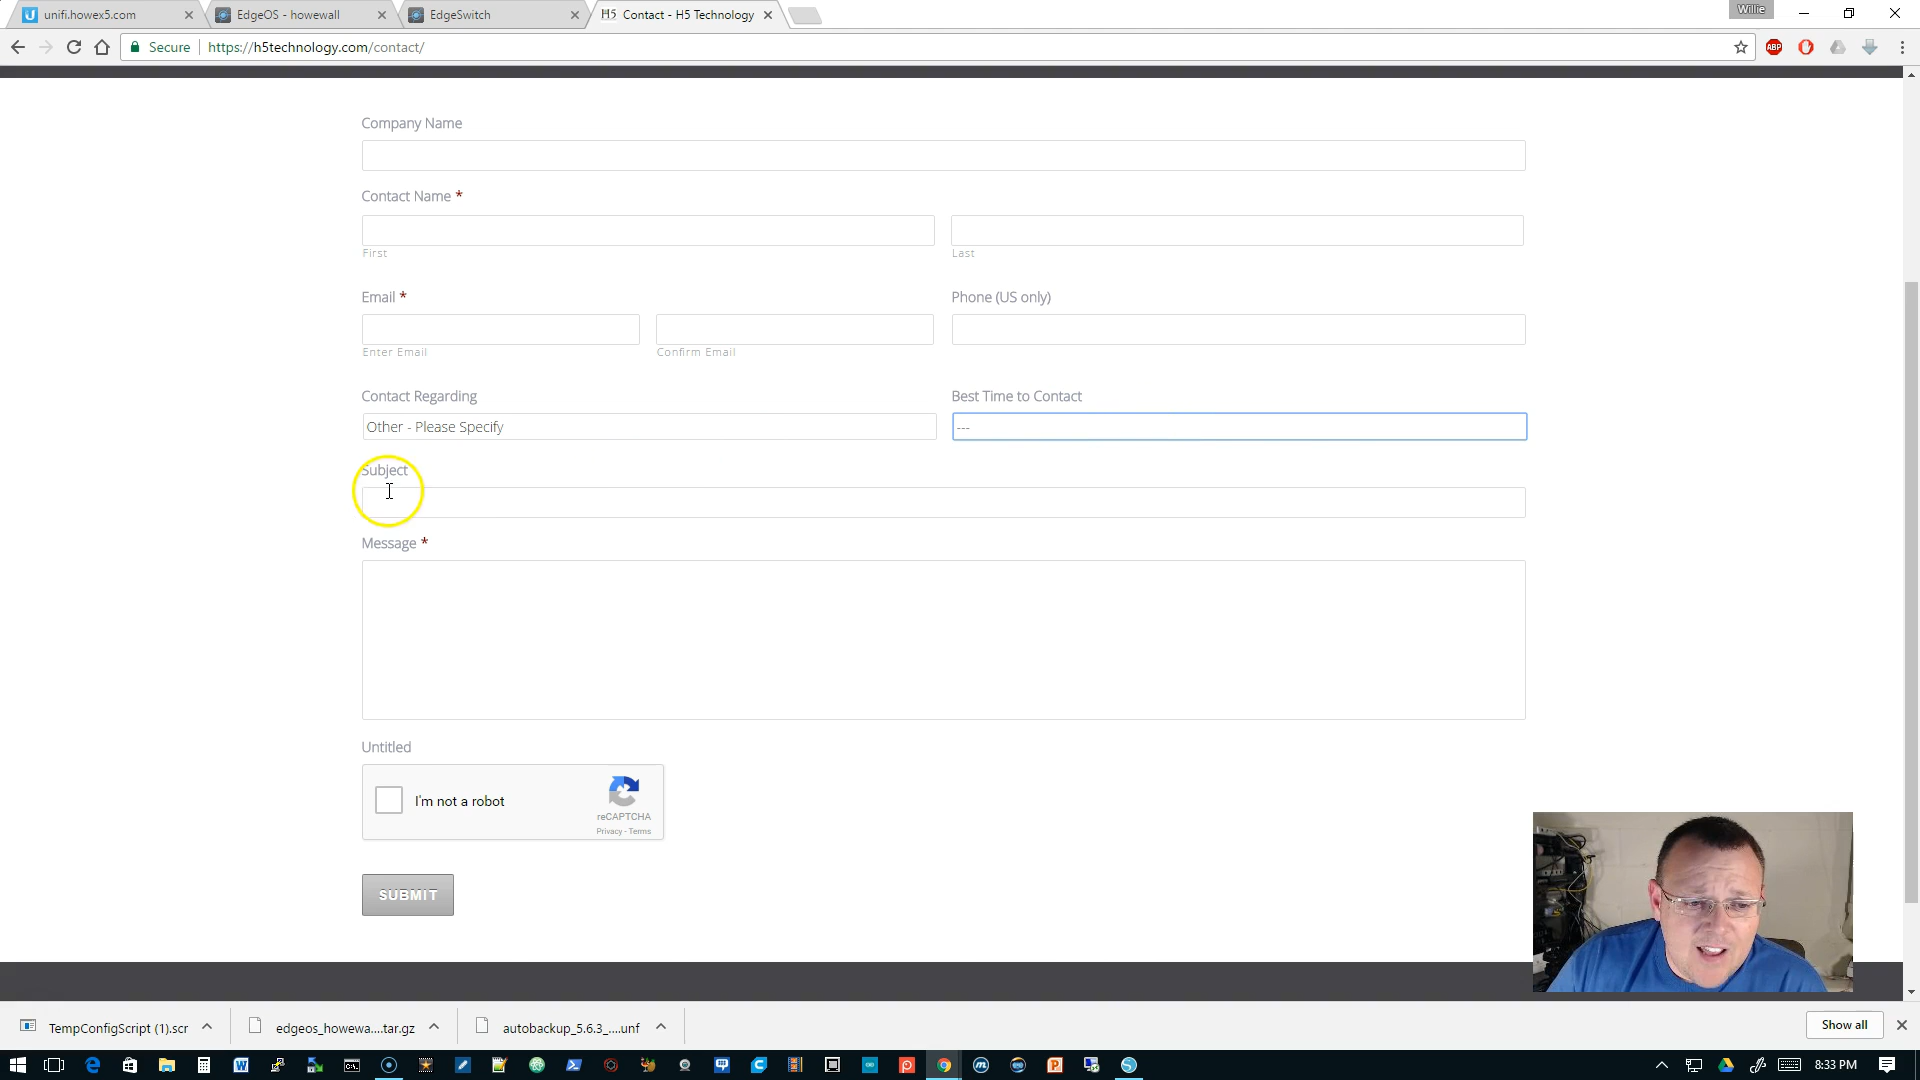 unifi.howex5.com
EdgeOS - howewall
EdgeSwitch
H5 Contact - H5 Technology
Willie
Secure
https://h5technology.com/contact/
ABP
Company Name
Contact Name *
First
Last
Email *
Phone (US only)
Enter Email
Confirm Email
Contact Regarding
Best Time to Contact
Other - Please Specify
---
Subject
Message *
Untitled
I'm not a robot
reCAPTCHA
Privacy - Terms
SUBMIT
TempConfigScript (1).scr
edgeos_howewa....tar.gz
autobackup_5.6.3_....unf
Show all
8:33 PM